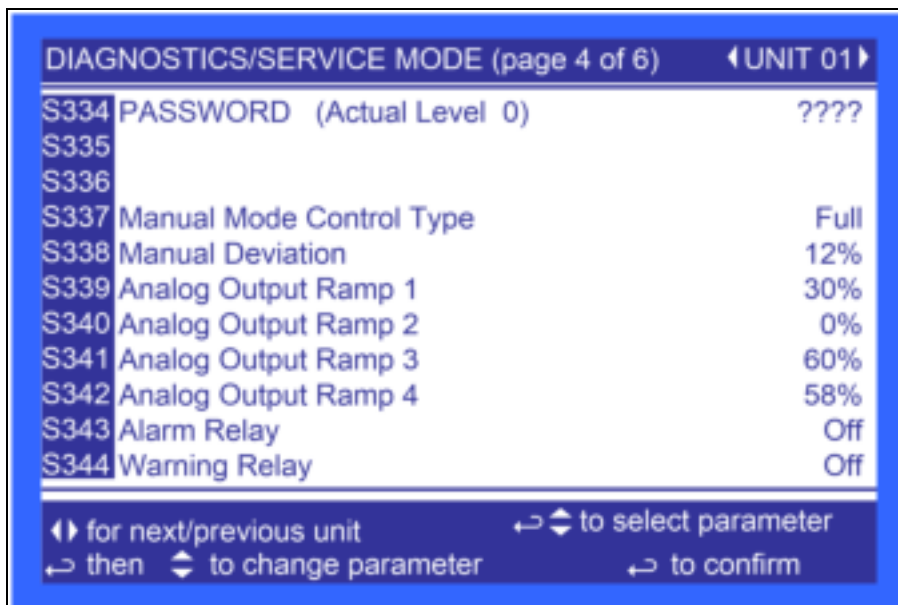 DIAGNOSTICS/SERVICE MODE (page 4 of 6) UNIT 01
S334 PASSWORD (Actual Level 0) ????
S335
S336
S337 Manual Mode Control Type Full
S338 Manual Deviation 12%
S339 Analog Output Ramp 1 30%
S340 Analog Output Ramp 2 0%
S341 Analog Output Ramp 3 60%
S342 Analog Output Ramp 4 58%
S343 Alarm Relay Off
S344 Warning Relay Off
for next/previous unit to select parameter
then to change parameter to confirm